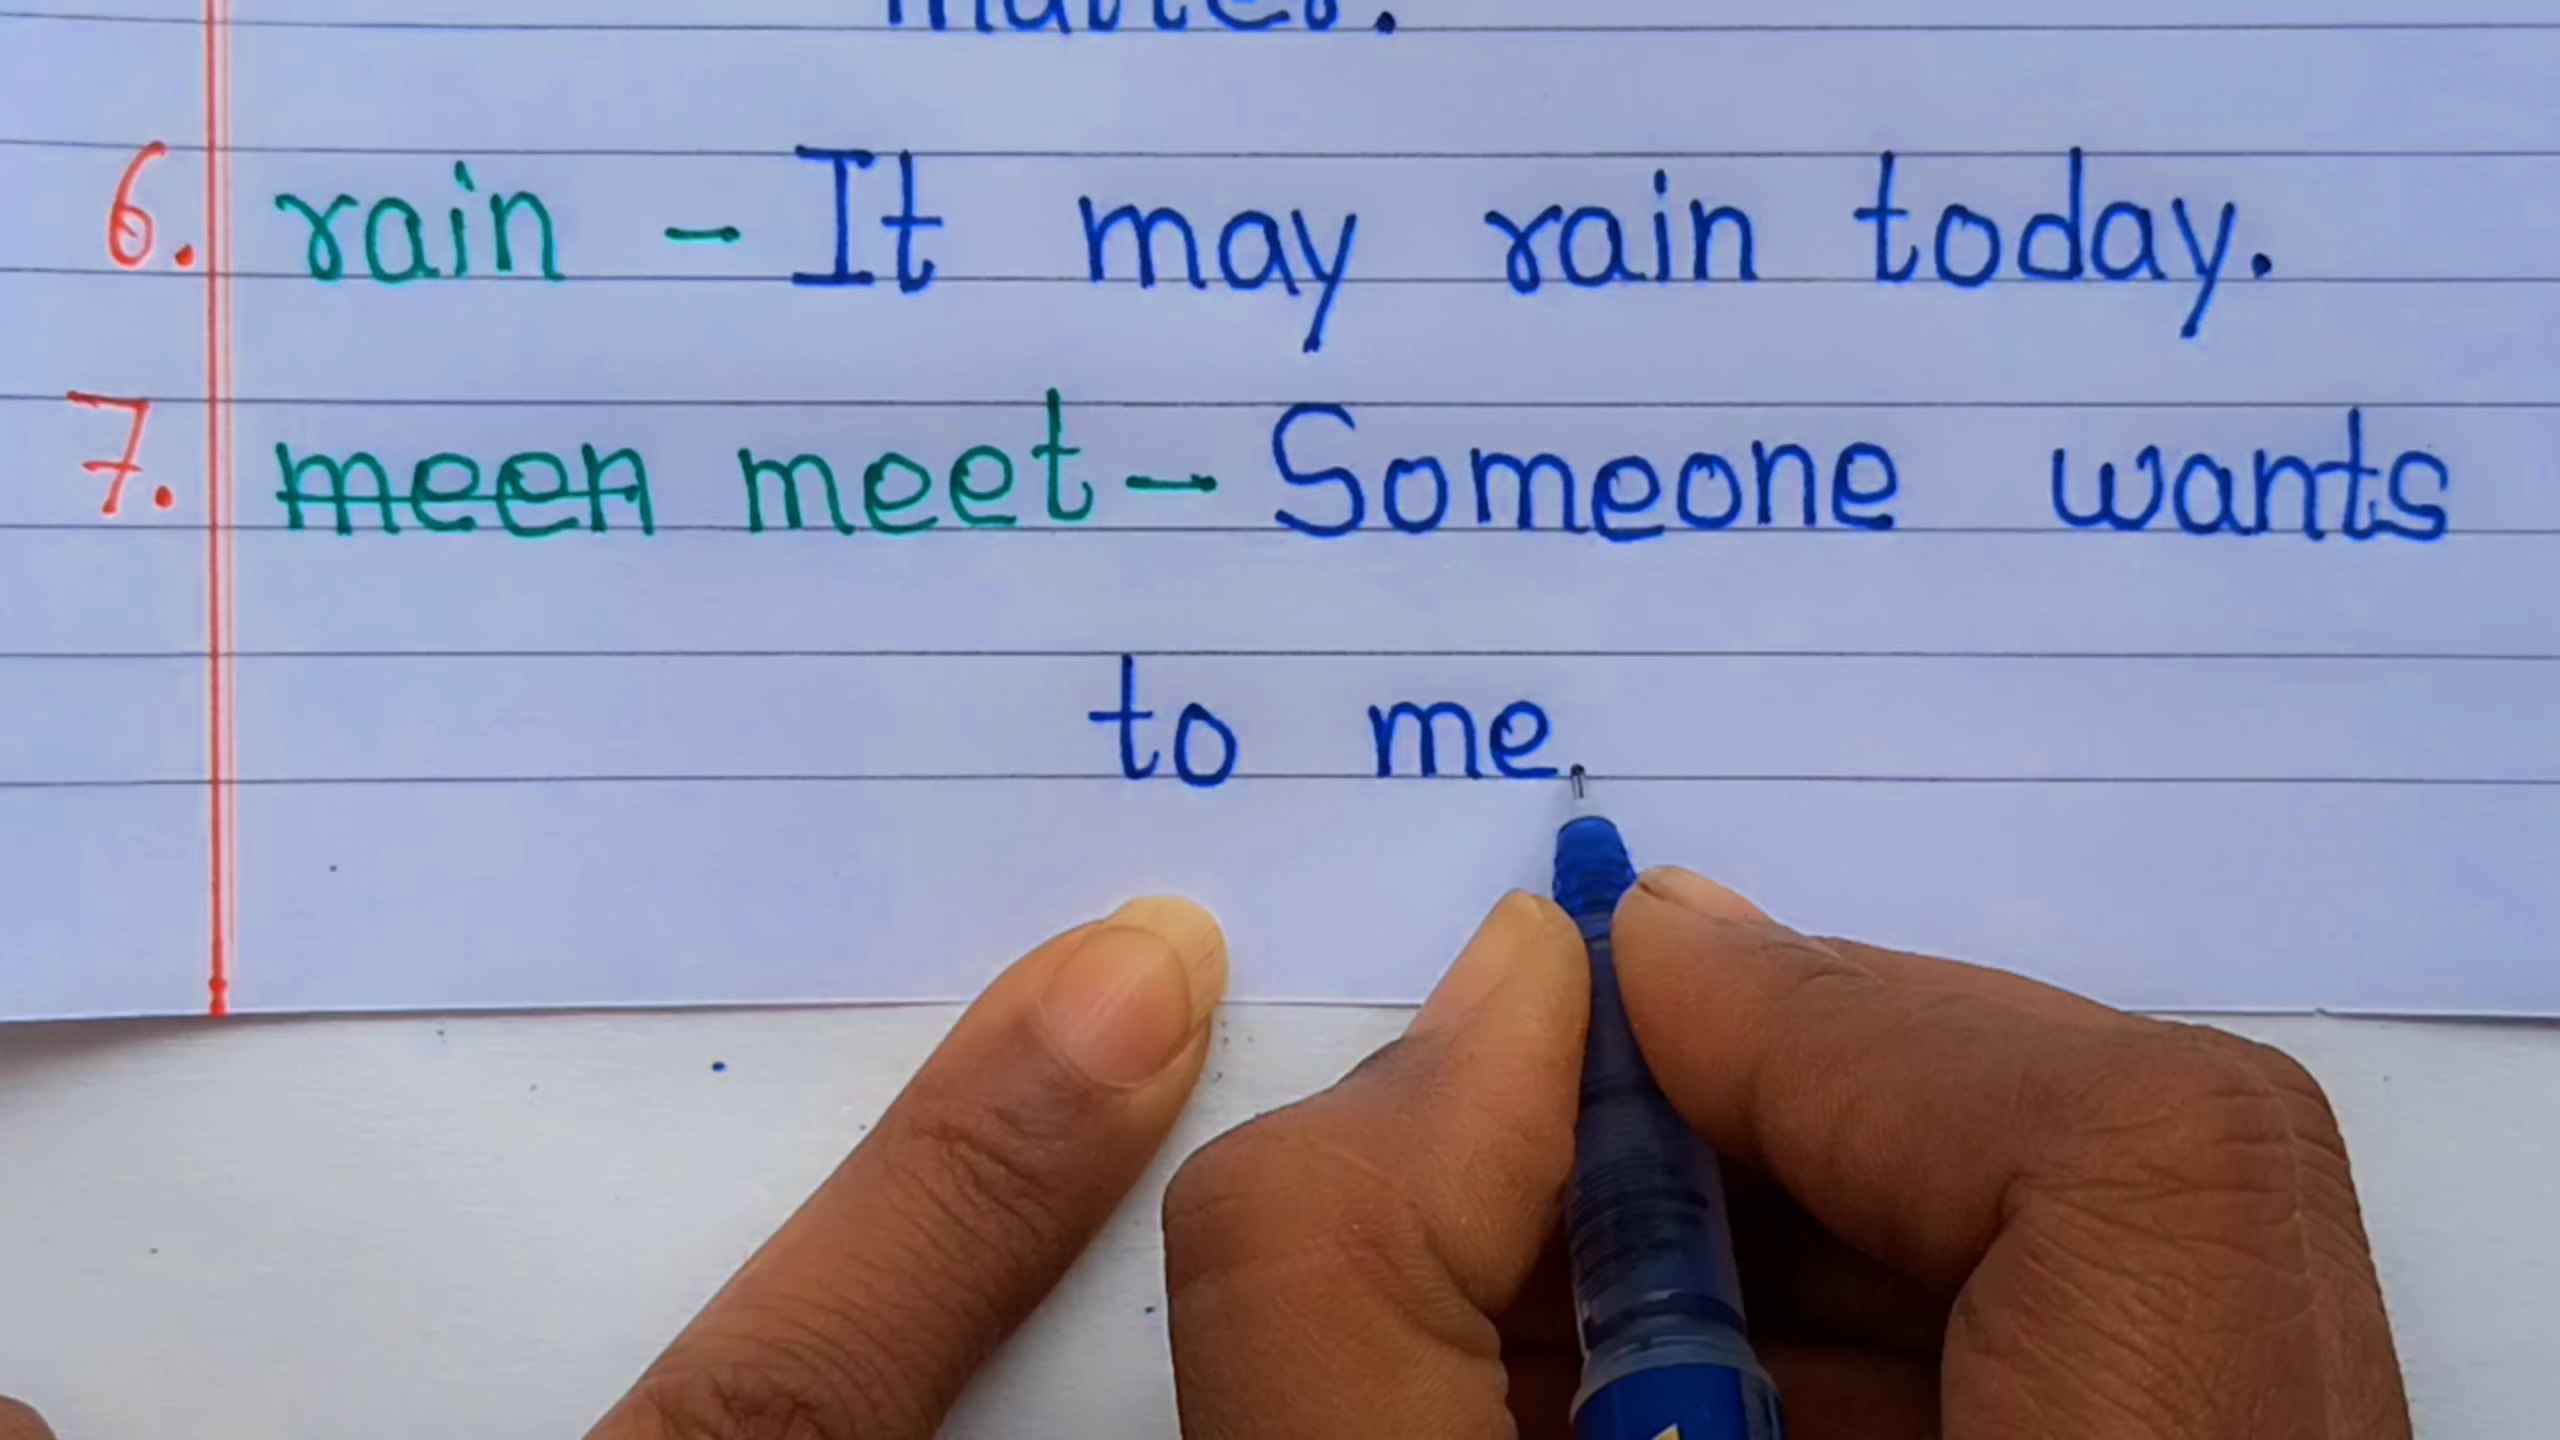 6. rain - It may rain today.
7. meen meet - Someone wants
to me.